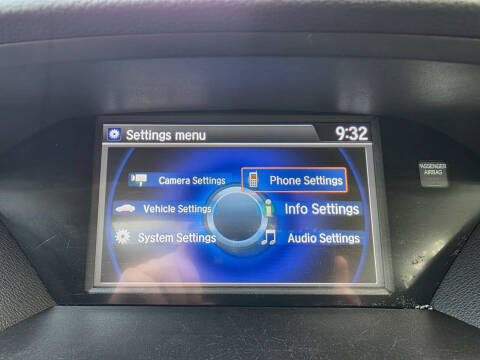 Settings menu
9:32
Camera Settings
Phone Settings
Vehicle Settings
Info Settings
System Settings
Audio Settings
PASSENGER
AIRBAG